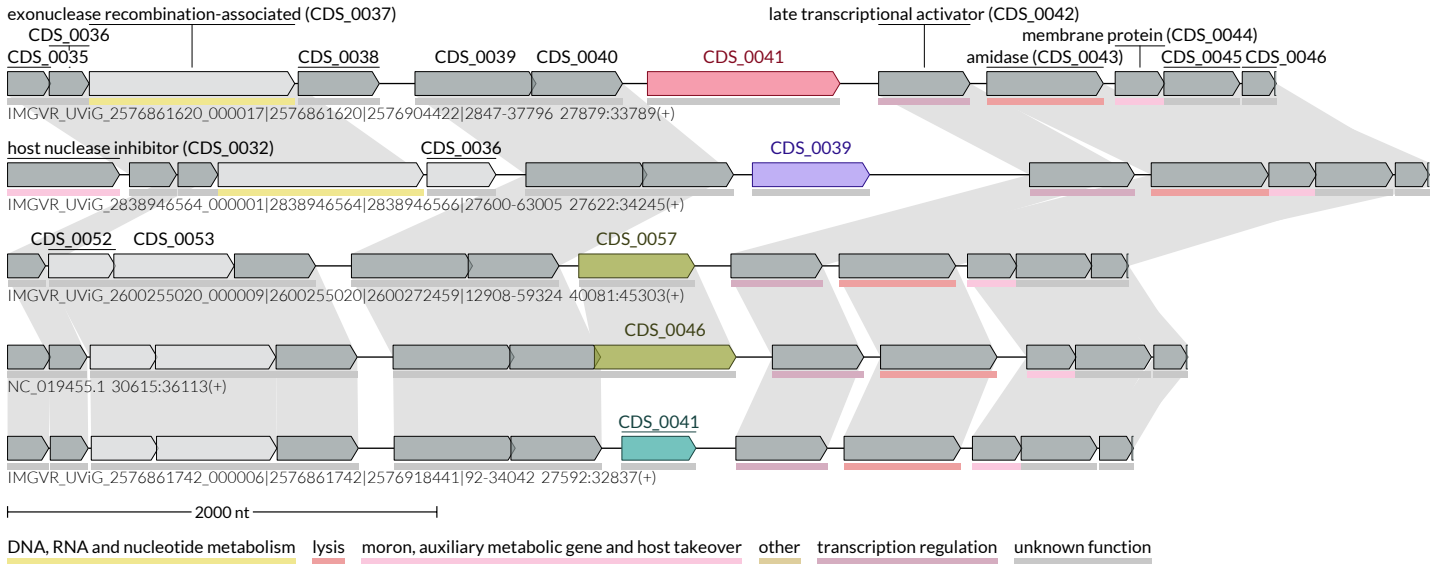 exonuclease recombination-associated (CDS_0037) late transcriptional activator (CDS_0042)
CDS_0036 membrane protein (CDS_0044)
CDS_0035 CDS_0038 CDS_0039 CDS_0040 CDS_0041 amidase (CDS_0043) CDS_0045 CDS_0046
IMGVR_UViG_2576861620_000017|2576861620|2576904422|2847-37796 27879:33789(+)
host nuclease inhibitor (CDS_0032) CDS_0036 CDS_0039
IMGVR_UViG_2838946564_000001|2838946564|2838946566|27600-63005 27622:34245(+)
CDS_0052 CDS_0053 CDS_0057
IMGVR_UViG_2600255020_000009|2600255020|2600272459|12908-59324 40081:45303(+)
CDS_0046
NC_019455.1 30615:36113(+)
CDS_0041
IMGVR_UViG_2576861742_000006|2576861742|2576918441|92-34042 27592:32837(+)
2000 nt
DNA, RNA and nucleotide metabolism lysis moron, auxiliary metabolic gene and host takeover other transcription regulation unknown function